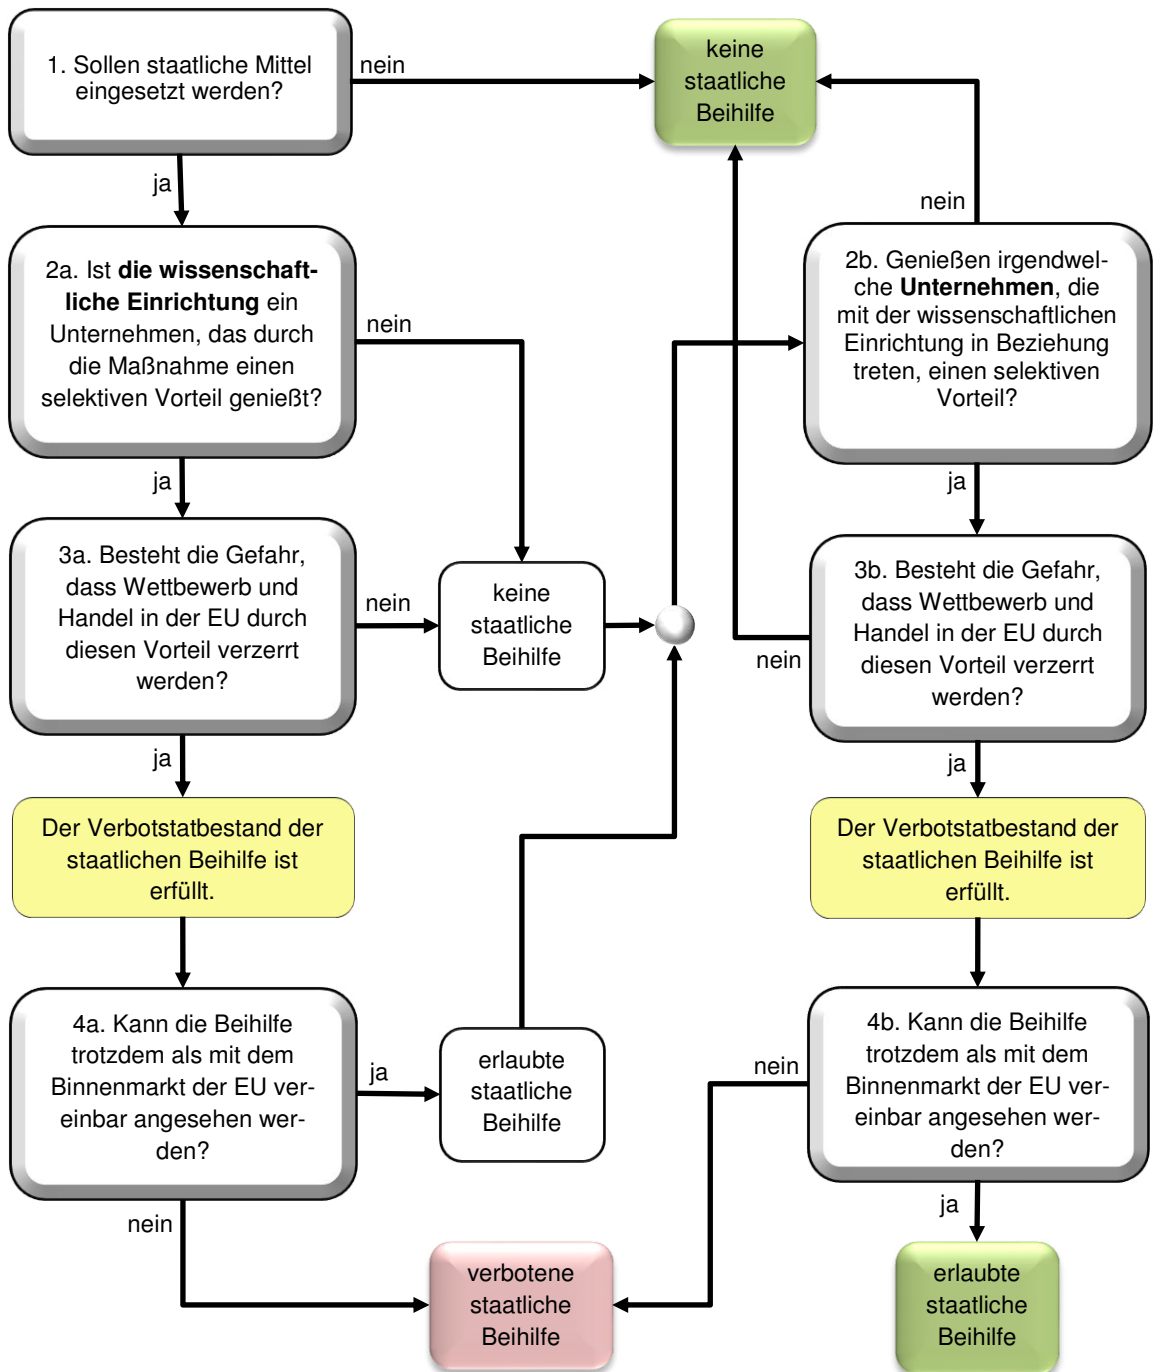 1. Sollen staatliche Mittel
eingesetzt werden?
nein
keine
staatliche
Beihilfe
ja
nein
2a. Ist die wissenschaft-
liche Einrichtung ein
Unternehmen, das durch
die Maßnahme einen
selektiven Vorteil genießt?
nein
2b. Genießen irgendwel-
che Unternehmen, die
mit der wissenschaftlichen
Einrichtung in Beziehung
treten, einen selektiven
Vorteil?
ja
ja
3a. Besteht die Gefahr,
dass Wettbewerb und
Handel in der EU durch
diesen Vorteil verzerrt
werden?
nein
keine
staatliche
Beihilfe
3b. Besteht die Gefahr,
dass Wettbewerb und
Handel in der EU durch
diesen Vorteil verzerrt
werden?
nein
ja
ja
Der Verbotstatbestand der
staatlichen Beihilfe ist
erfüllt.
Der Verbotstatbestand der
staatlichen Beihilfe ist
erfüllt.
4a. Kann die Beihilfe
trotzdem als mit dem
Binnenmarkt der EU ver-
einbar angesehen wer-
den?
ja
erlaubte
staatliche
Beihilfe
nein
4b. Kann die Beihilfe
trotzdem als mit dem
Binnenmarkt der EU ver-
einbar angesehen wer-
den?
nein
ja
verbotene
staatliche
Beihilfe
erlaubte
staatliche
Beihilfe